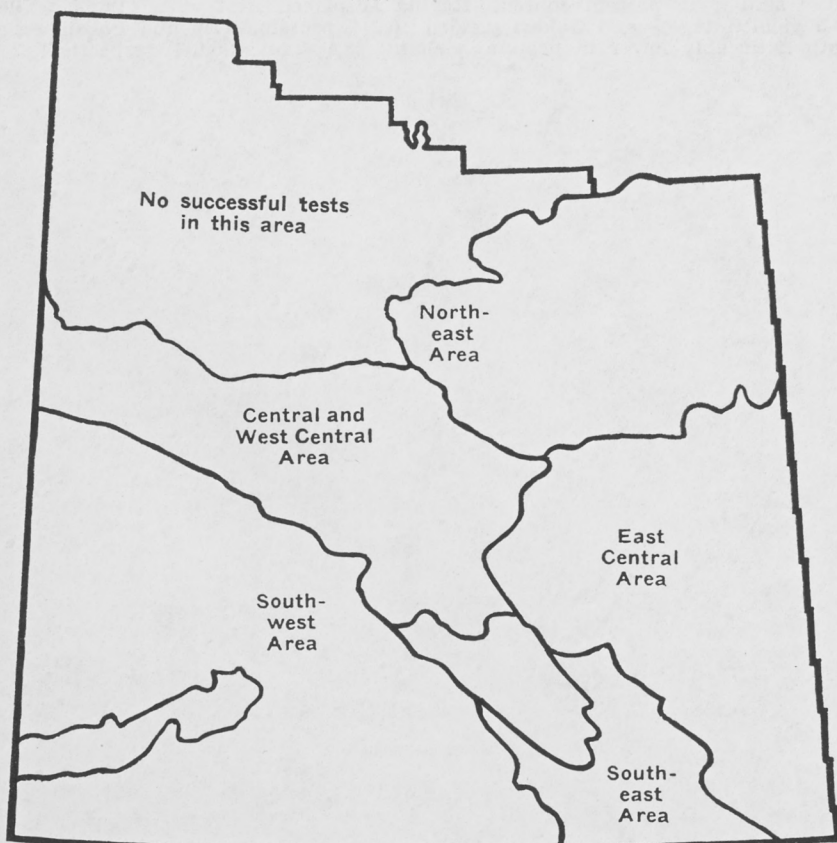 No successful tests
in this area
North-
east
Area
Central and
West Central
Area
East
Central
Area
South-
west
Area
South-
east
Area